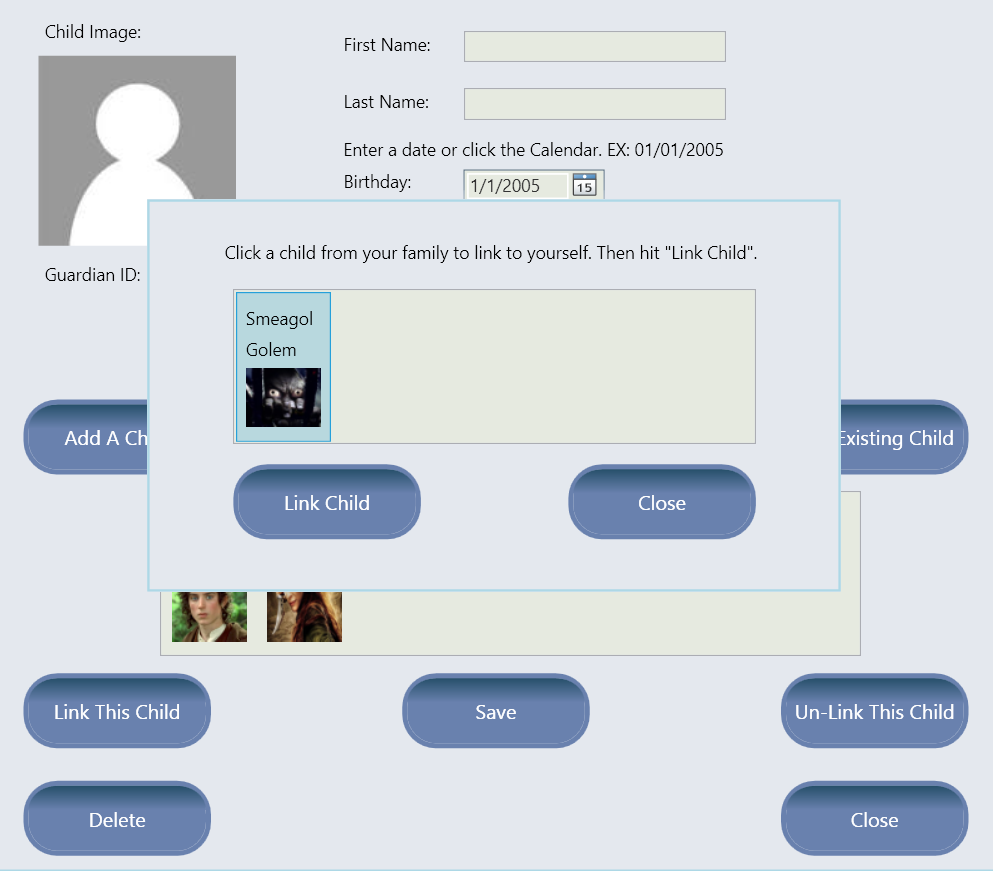 Child Image:
First Name:
Last Name:
Enter a date or click the Calendar. EX: 01/01/2005
Birthday:
1/1/2005
15
Guardian ID:
Click a child from your family to link to yourself. Then hit "Link Child".
Smeagol
Golem
Add A Ch
Existing Child
Link Child
Close
Link This Child
Save
Un-Link This Child
Delete
Close